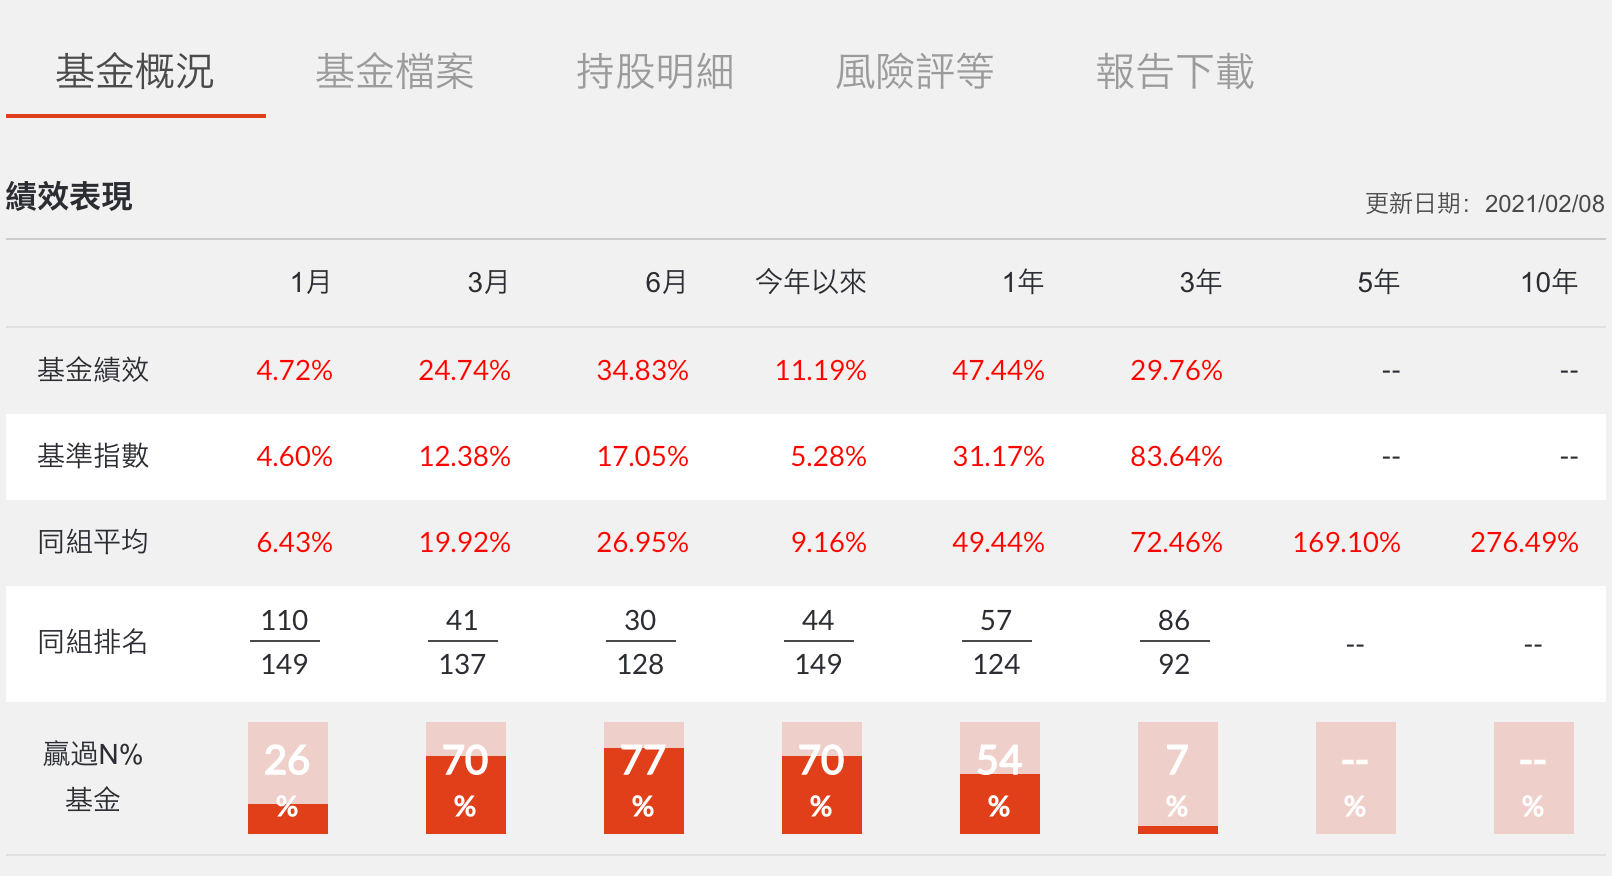 基金概況 基金檔案 持股明細 風險評等 報告下載
績效表現 更新日期：2021/02/08
1月 3月 6月 今年以來 1年 3年 5年 10年
基金績效 4.72% 24.74% 34.83% 11.19% 47.44% 29.76% -- --
基準指數 4.60% 12.38% 17.05% 5.28% 31.17% 83.64% -- --
同組平均 6.43% 19.92% 26.95% 9.16% 49.44% 72.46% 169.10% 276.49%
110 41 30 44 57 86
同組排名 -- --
149 137 128 149 124 92
贏過N% 26 70 77 70 54 7 -- --
基金 % % % % % % % %